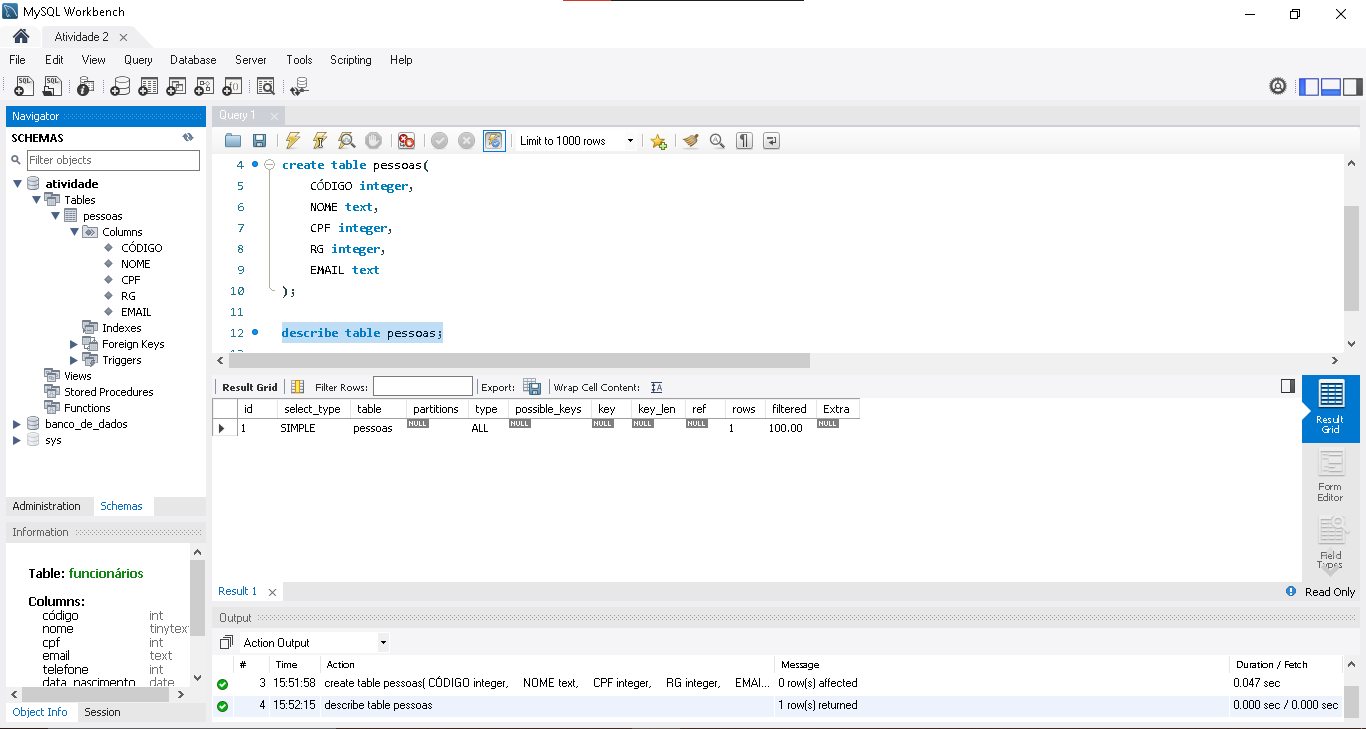 MySQL Workbench
Atividade 2
File Edit View Query Database Server Tools Scripting Help
Navigator
SCHEMAS
Filter objects
atividade
Tables
pessoas
Columns
CÓDIGO
NOME
CPF
RG
EMAIL
Indexes
Foreign Keys
Triggers
Views
Stored Procedures
Functions
banco_de_dados
sys
Administration Schemas
Information
Table: funcionários
Columns:
código int
nome tinytex
cpf int
email text
telefone int
data_nascimento date
Object Info Session
Query 1
Limit to 1000 rows
4 create table pessoas(
5 CÓDIGO integer,
6 NOME text,
7 CPF integer,
8 RG integer,
9 EMAIL text
10 );
11
12 describe table pessoas;
Result Grid Filter Rows: Export: Wrap Cell Content:
id select_type table partitions type possible_keys key key_len ref rows filtered Extra
1 SIMPLE pessoas NULL ALL NULL NULL NULL NULL 1 100.00 NULL
Result Grid
Form Editor
Field Types
Result 1
Read Only
Output
Action Output
# Time Action Message Duration / Fetch
3 15:51:58 create table pessoas( CÓDIGO integer, NOME text, CPF integer, RG integer, EMAI... 0 row(s) affected 0.047 sec
4 15:52:15 describe table pessoas 1 row(s) returned 0.000 sec / 0.000 sec